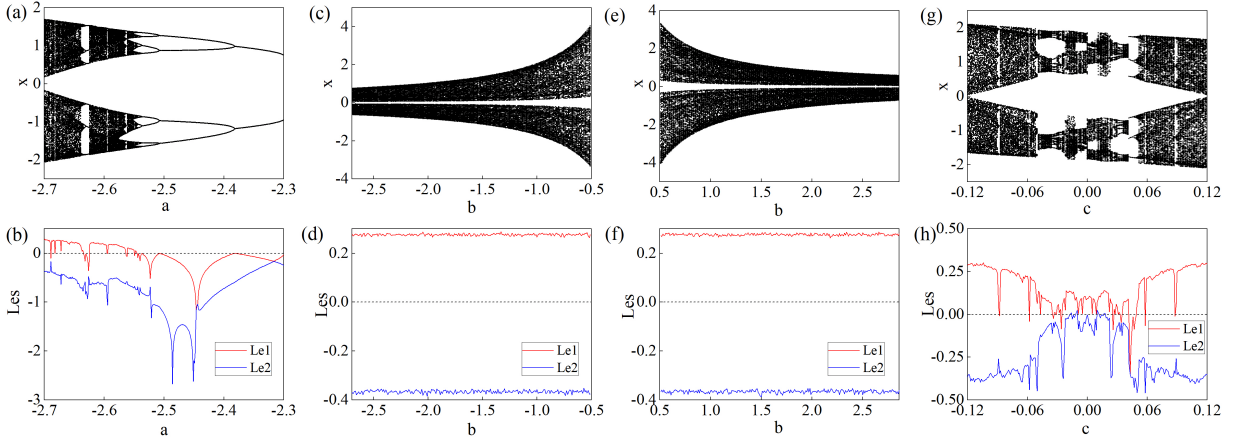 (a)
2
1
0
-1
-2
x
-2.7 -2.6 -2.5 -2.4 -2.3
a
(c)
4
2
0
-2
-4
x
-2.0 -1.5 -1.0 -0.5
b
(e)
4
2
0
-2
-4
x
0.5 1.0 1.5 2.0 2.5
b
(g)
2
1
0
-1
-2
x
-0.12 -0.06 0.00 0.06 0.12
c
(b)
0
-1
-2
-3
Les
Le1
Le2
-2.7 -2.6 -2.5 -2.4 -2.3
a
(d)
0.2
0.0
-0.2
-0.4
Les
Le1
Le2
-2.0 -1.5 -1.0 -0.5
b
(f)
0.2
0.0
-0.2
-0.4
Les
Le1
Le2
0.5 1.0 1.5 2.0 2.5
b
(h)
0.50
0.25
0.00
-0.25
-0.50
Les
Le1
Le2
-0.12 -0.06 0.00 0.06 0.12
c